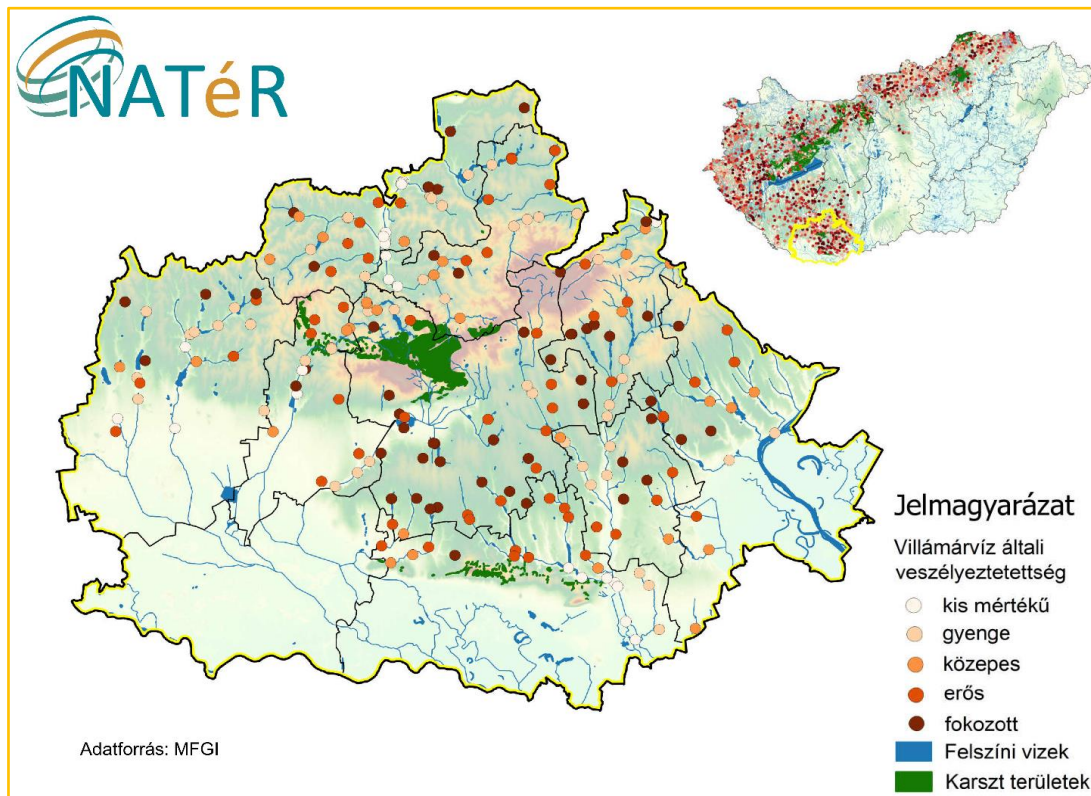 NATéR
Jelmagyarázat
Villámárvíz általi
veszélyeztetettség
kis mértékű
gyenge
közepes
erős
fokozott
Felszíni vizek
Karszt területek
Adatforrás: MFGI